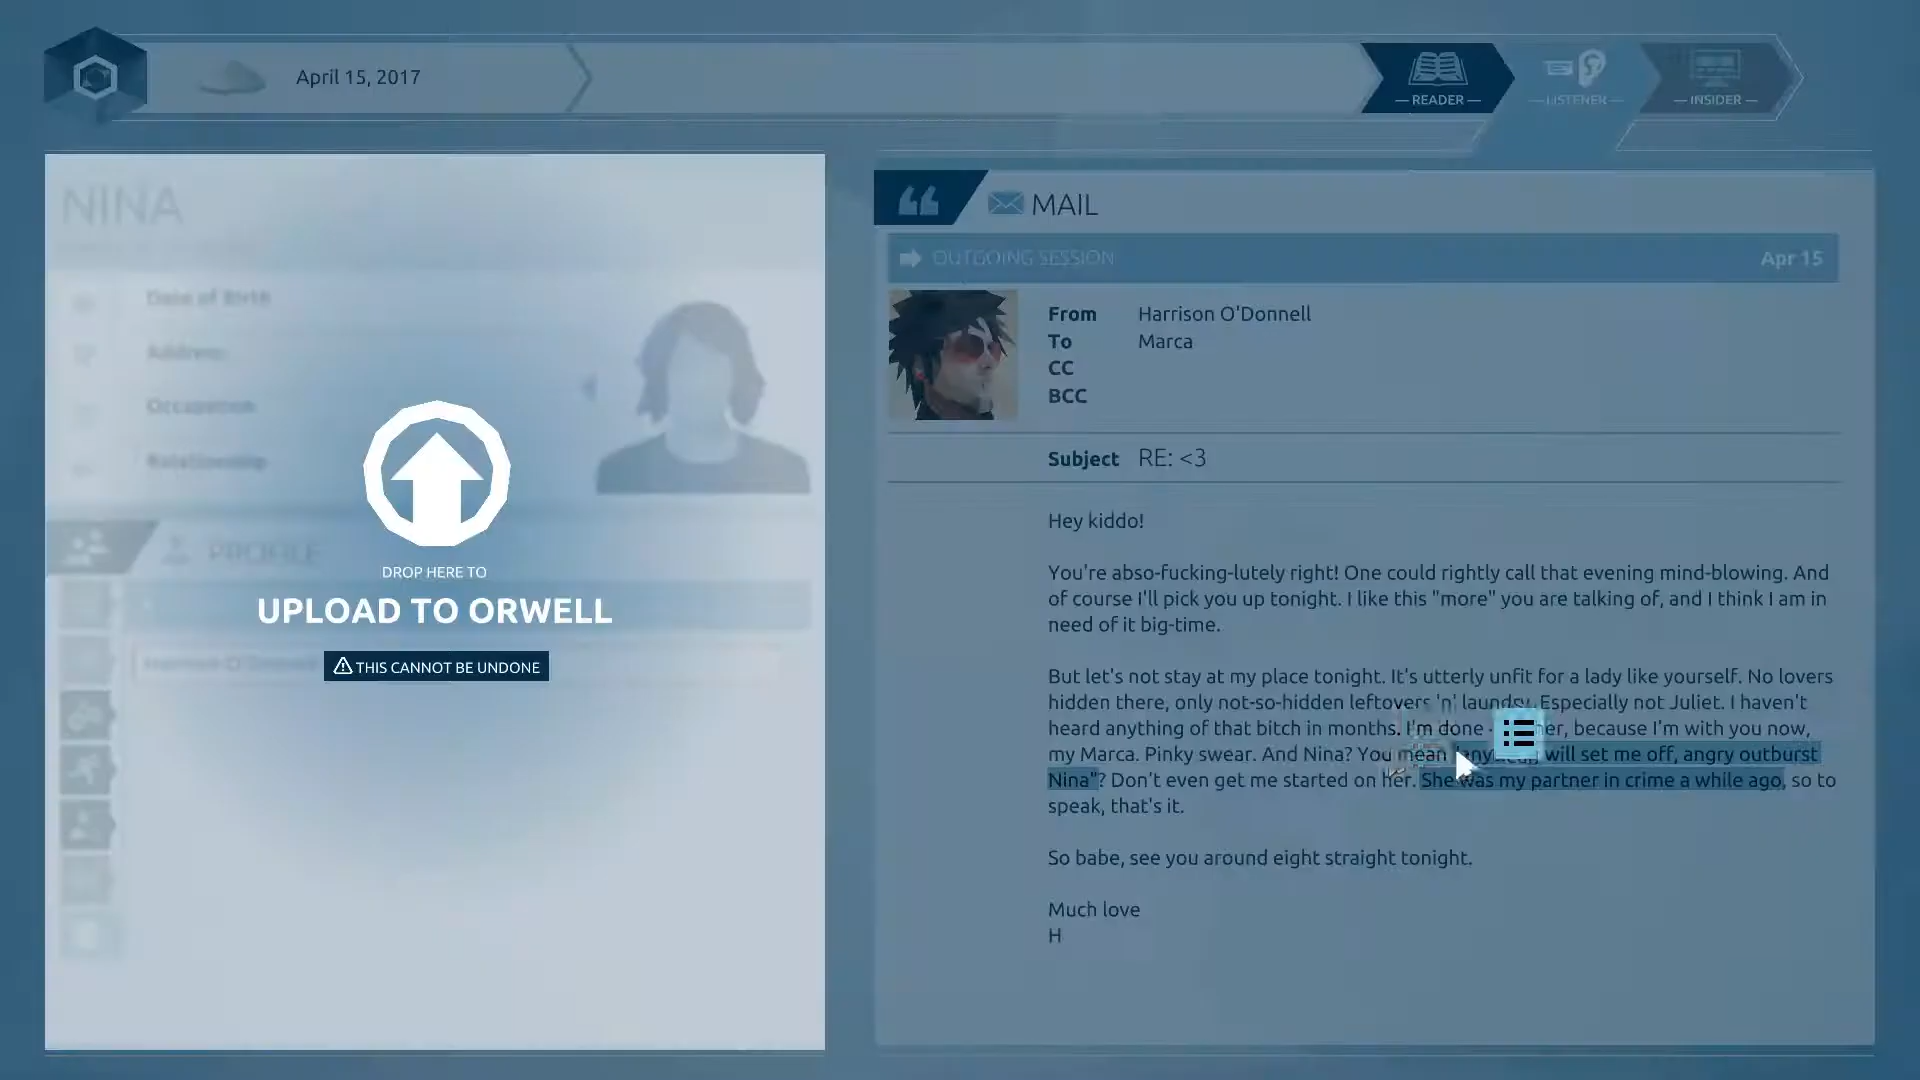 April 15, 2017
READER
LISTENER
INSIDER
NINA
Date of Birth
Address
Occupation
Relationship
PROFILE
DROP HERE TO
UPLOAD TO ORWELL
THIS CANNOT BE UNDONE
MAIL
OUTGOING SESSION
Apr 15
From Harrison O'Donnell
To Marca
CC
BCC
Subject RE: <3
Hey kiddo!
You're abso-fucking-lutely right! One could rightly call that evening mind-blowing. And
of course I'll pick you up tonight. I like this "more" you are talking of, and I think I am in
need of it big-time.
But let's not stay at my place tonight. It's utterly unfit for a lady like yourself. No lovers
hidden there, only not-so-hidden leftovers 'n' laundry. Especially not Juliet. I haven't
heard anything of that bitch in months. I'm done her, because I'm with you now,
my Marca. Pinky swear. And Nina? You mean will set me off, angry outburst
Nina"? Don't even get me started on her. She was my partner in crime a while ago, so to
speak, that's it.
So babe, see you around eight straight tonight.
Much love
H